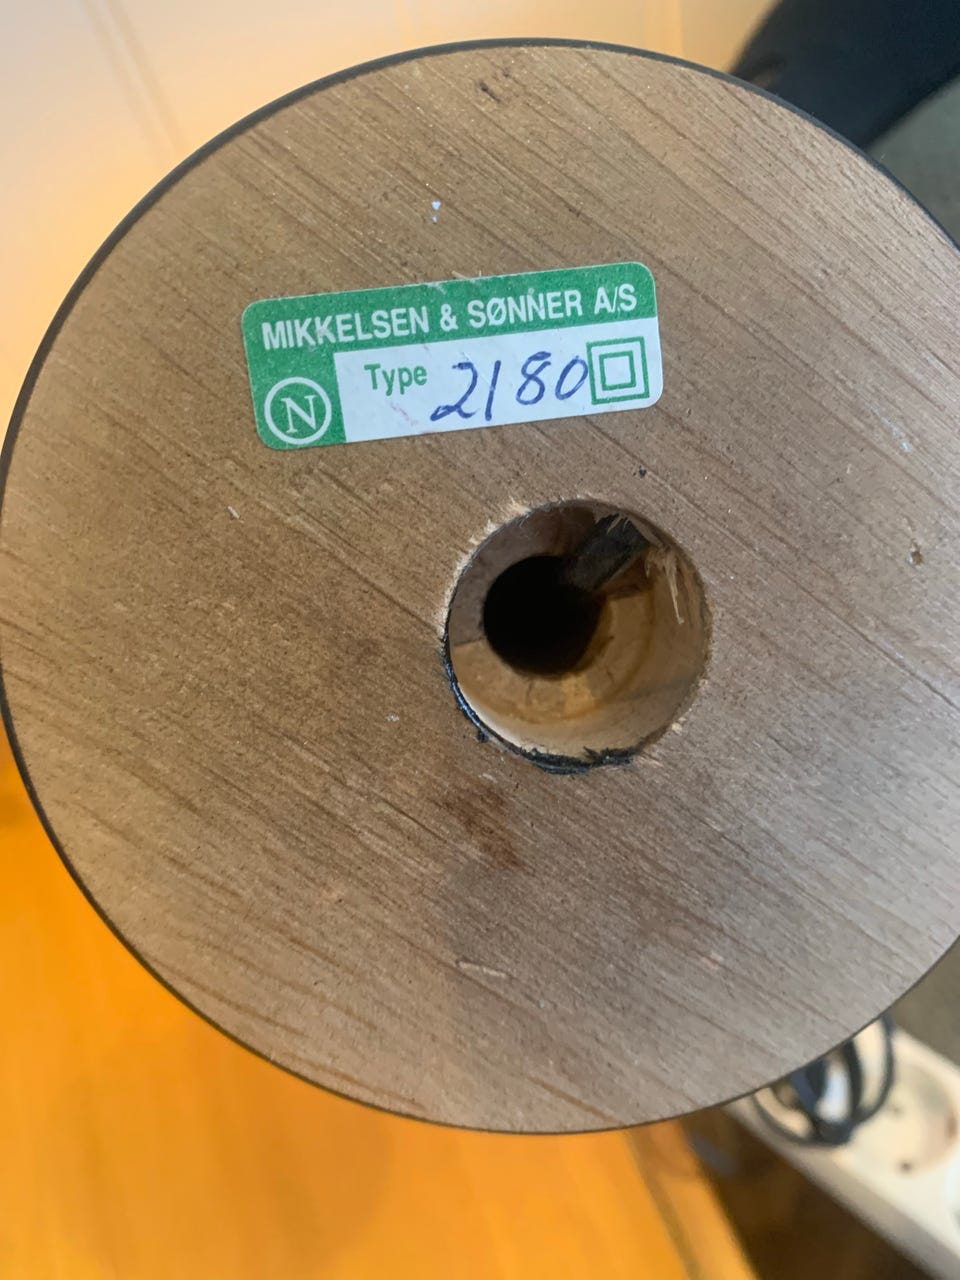 MIKKELSEN & SØNNER A/S
N Type 2180